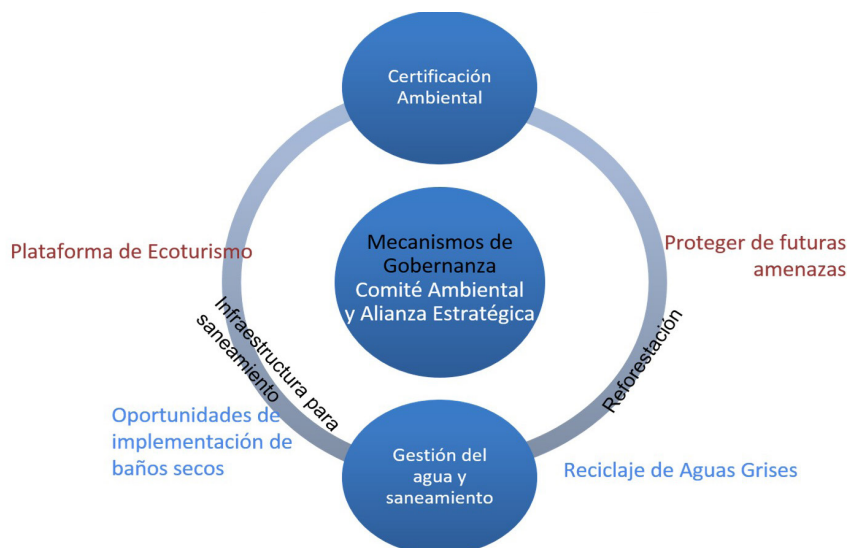 Certificación
Ambiental
Plataforma de Ecoturismo
Mecanismos de
Gobernanza
Comité Ambiental
y Alianza Estratégica
Proteger de futuras
amenazas
Infraestructura para
saneamiento
Reforestación
Oportunidades de
implementación de
baños secos
Gestión del
agua y
saneamiento
Reciclaje de Aguas Grises